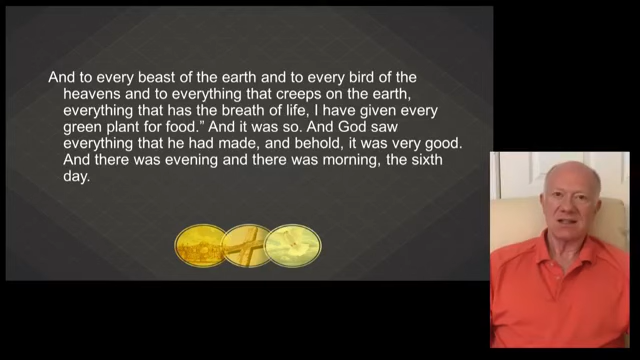 And to every beast of the earth and to every bird of the
heavens and to everything that creeps on the earth,
everything that has the breath of life, I have given every
green plant for food.” And it was so. And God saw
everything that he had made, and behold, it was very good.
And there was evening and there was morning, the sixth
day.